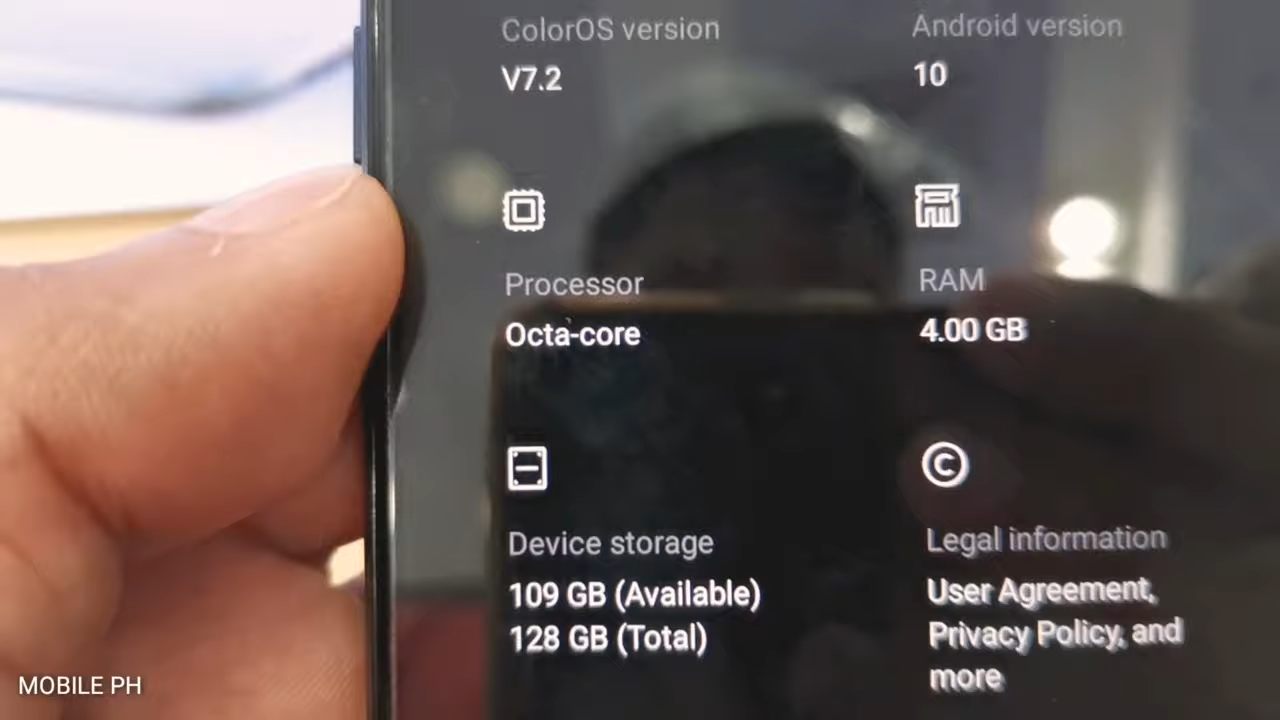 ColorOS version
V7.2
Android version
10
Processor
Octa-core
RAM
4.00 GB
Device storage
109 GB (Available)
128 GB (Total)
Legal information
User Agreement,
Privacy Policy, and
more
MOBILE PH